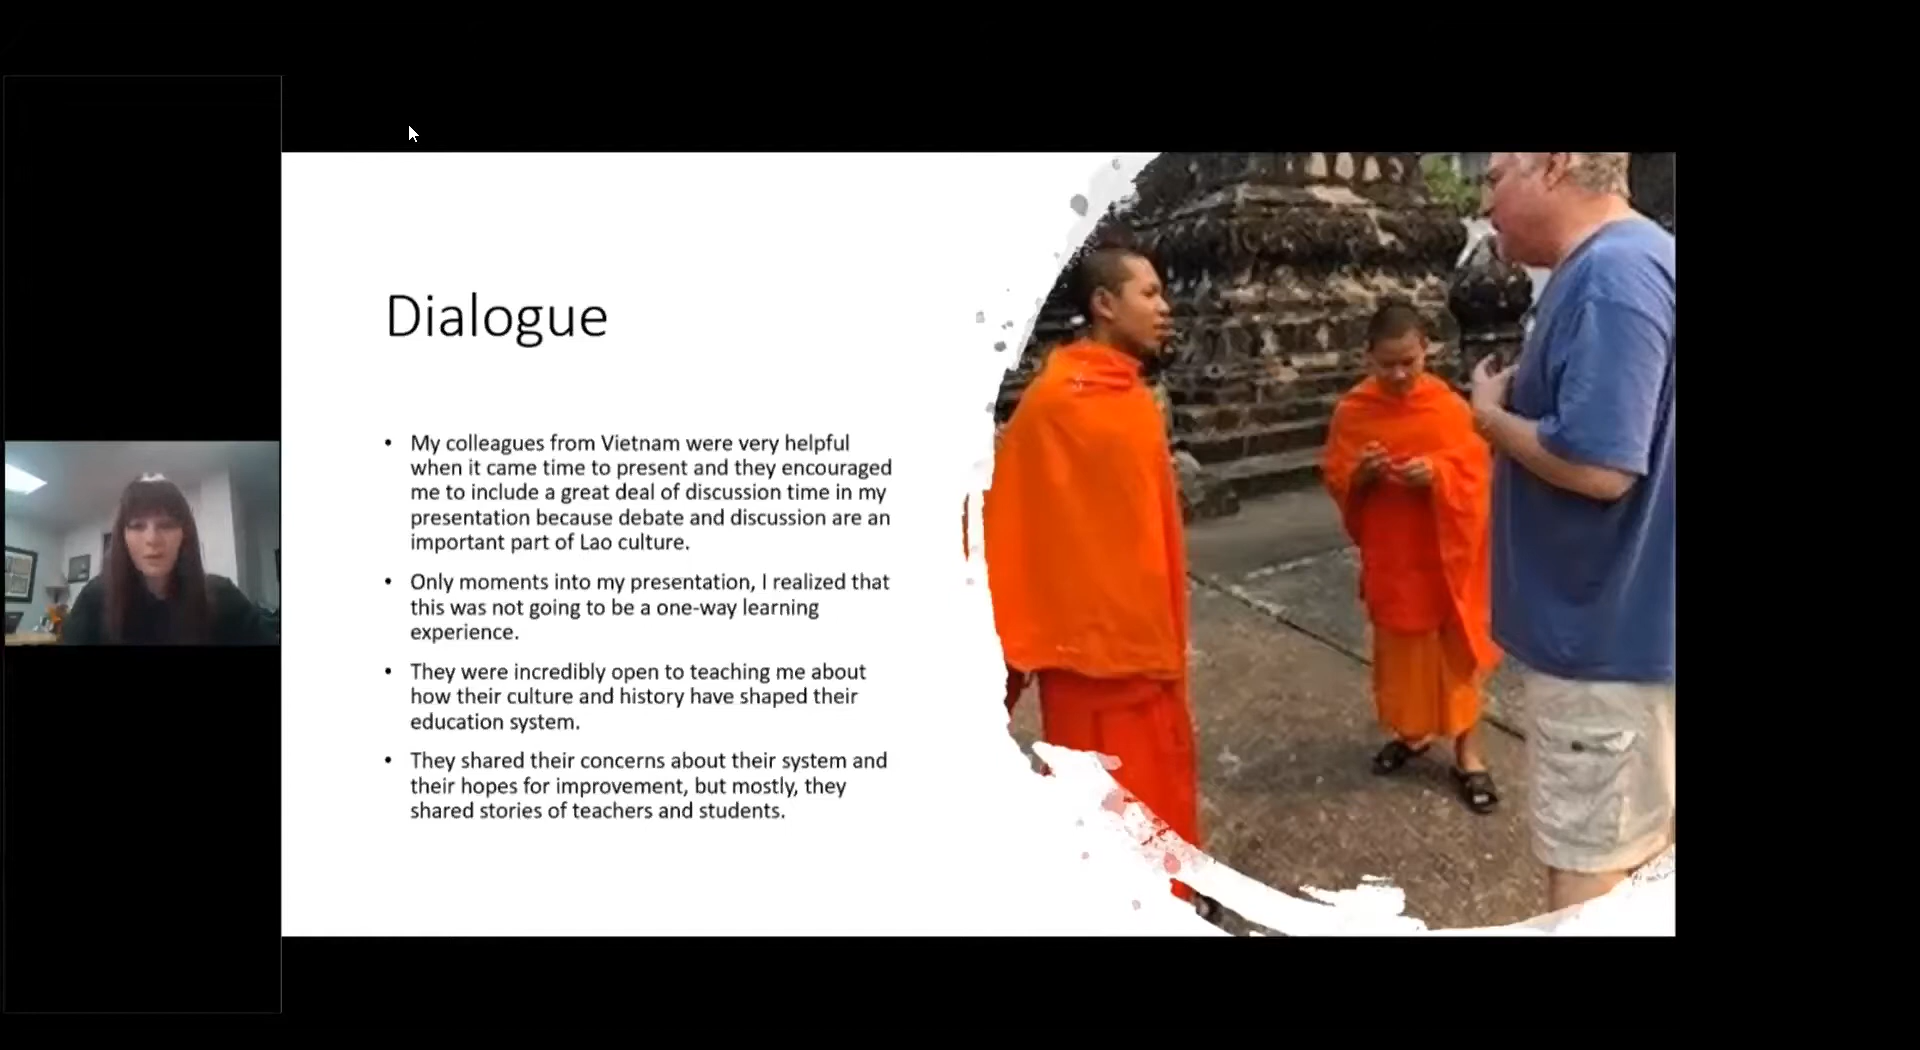 Dialogue
• My colleagues from Vietnam were very helpful
when it came time to present and they encouraged
me to include a great deal of discussion time in my
presentation because debate and discussion are an
important part of Lao culture.
• Only moments into my presentation, I realized that
this was not going to be a one-way learning
experience.
• They were incredibly open to teaching me about
how their culture and history have shaped their
education system.
• They shared their concerns about their system and
their hopes for improvement, but mostly, they
shared stories of teachers and students.